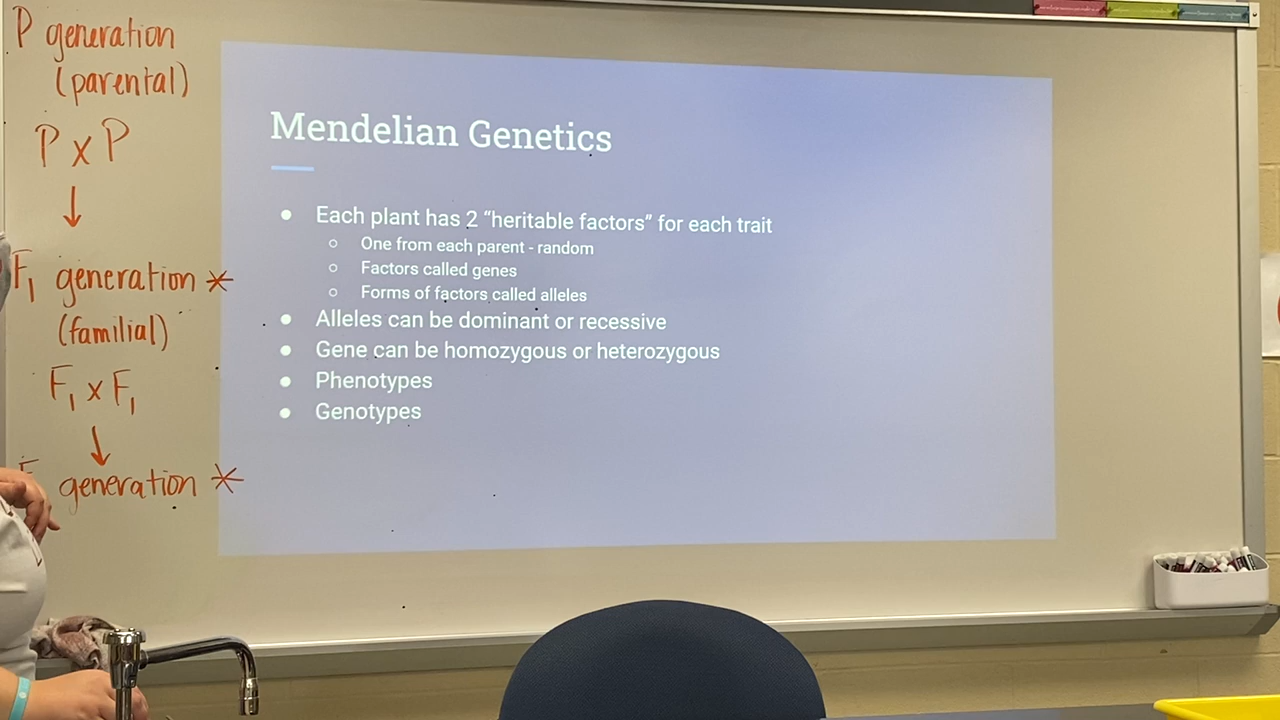 P generation
(parental)
P x P
↓
F₁ generation *
(familial)
F₁ x F₁
↓
generation *
Mendelian Genetics
● Each plant has 2 “heritable factors” for each trait
○ One from each parent - random
○ Factors called genes
○ Forms of factors called alleles
● Alleles can be dominant or recessive
● Gene can be homozygous or heterozygous
● Phenotypes
● Genotypes